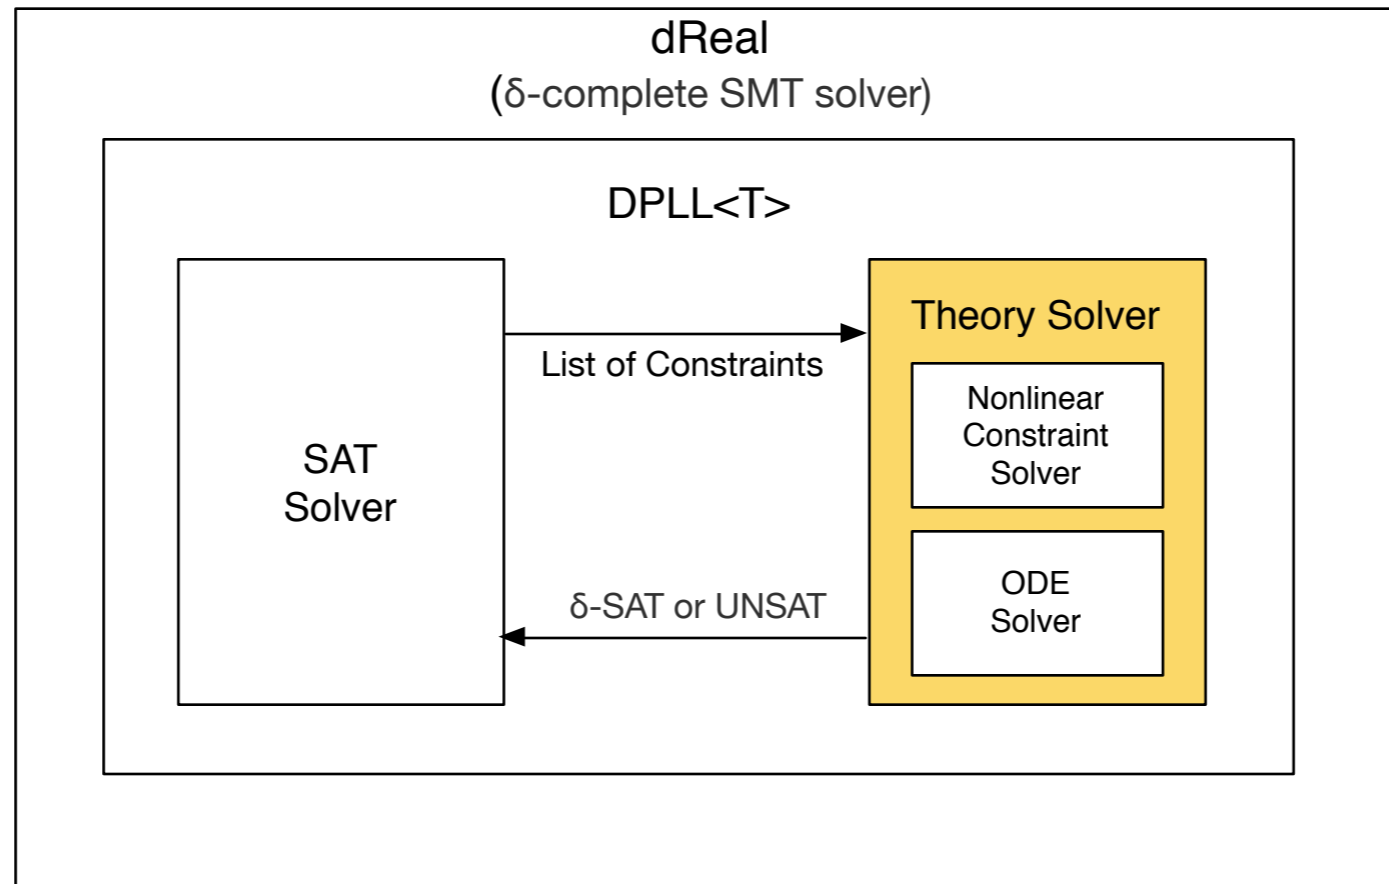 dReal
(δ-complete SMT solver)
DPLL<T>
SAT
Solver
List of Constraints
δ-SAT or UNSAT
Theory Solver
Nonlinear
Constraint
Solver
ODE
Solver